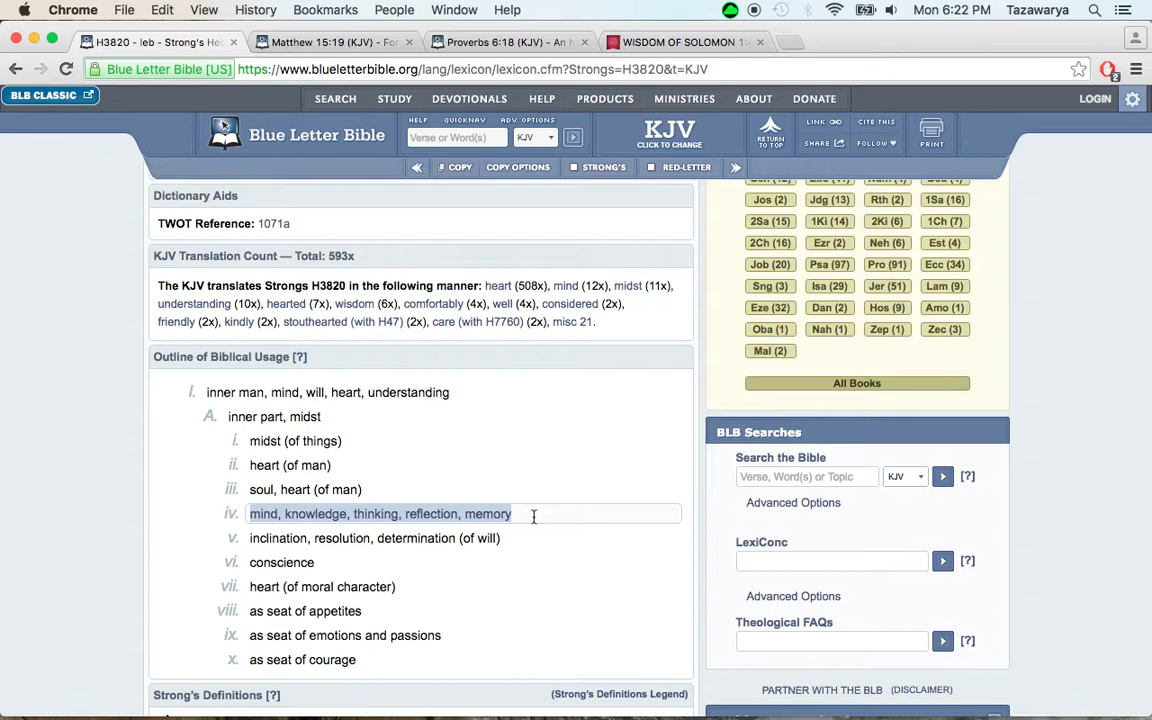 Chrome File Edit View History Bookmarks People Window Help Mon 6:22 PM Tazawarya
H3820 - leb - Strong's He Matthew 15:19 (KJV) - For Proverbs 6:18 (KJV) - An h WISDOM OF SOLOMON 1:
Blue Letter Bible [US] https://www.blueletterbible.org/lang/lexicon/lexicon.cfm?Strongs=H3820&t=KJV
BLB CLASSIC
SEARCH STUDY DEVOTIONALS HELP PRODUCTS MINISTRIES ABOUT DONATE LOGIN
Blue Letter Bible
HELP QUICKNAV ADV. OPTIONS
Verse or Word(s) KJV
KJV
CLICK TO CHANGE
RETURN TO TOP
LINK CITE THIS
SHARE FOLLOW
PRINT
COPY COPY OPTIONS STRONG'S RED-LETTER
Dictionary Aids
TWOT Reference: 1071a
KJV Translation Count — Total: 593x
The KJV translates Strongs H3820 in the following manner: heart (508x), mind (12x), midst (11x),
understanding (10x), hearted (7x), wisdom (6x), comfortably (4x), well (4x), considered (2x),
friendly (2x), kindly (2x), stouthearted (with H47) (2x), care (with H7760) (2x), misc 21.
Outline of Biblical Usage [?]
I. inner man, mind, will, heart, understanding
A. inner part, midst
i. midst (of things)
ii. heart (of man)
iii. soul, heart (of man)
iv. mind, knowledge, thinking, reflection, memory
v. inclination, resolution, determination (of will)
vi. conscience
vii. heart (of moral character)
viii. as seat of appetites
ix. as seat of emotions and passions
x. as seat of courage
Strong's Definitions [?] (Strong's Definitions Legend)
Jos (2) Jdg (13) Rth (2) 1Sa (16)
2Sa (15) 1Ki (14) 2Ki (6) 1Ch (7)
2Ch (16) Ezr (2) Neh (6) Est (4)
Job (20) Psa (97) Pro (91) Ecc (34)
Sng (3) Isa (29) Jer (51) Lam (9)
Eze (32) Dan (2) Hos (9) Amo (1)
Oba (1) Nah (1) Zep (1) Zec (3)
Mal (2)
All Books
BLB Searches
Search the Bible
Verse, Word(s) or Topic KJV [?]
Advanced Options
LexiConc
[?]
Advanced Options
Theological FAQs
[?]
PARTNER WITH THE BLB (DISCLAIMER)